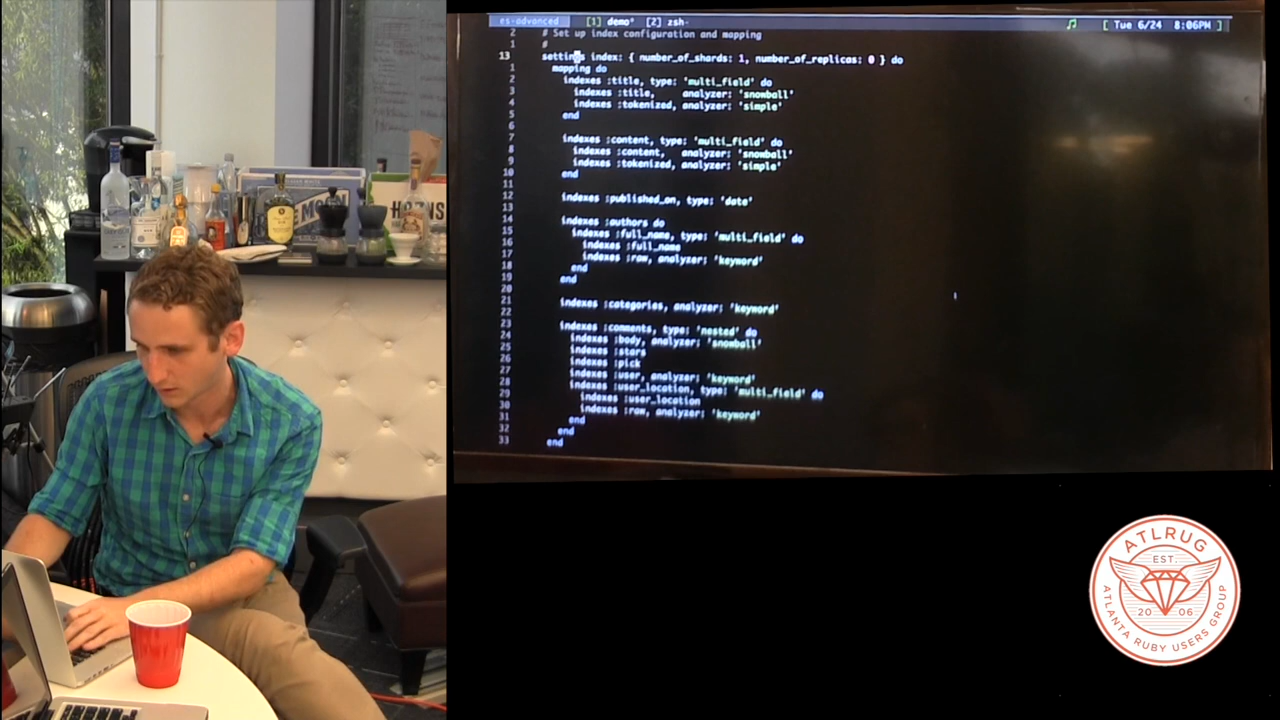 es-advanced [1] demo* [2] zsh- [ Tue 6/24 8:06PM ]
2 # Set up index configuration and mapping
1 #
13 settings index: { number_of_shards: 1, number_of_replicas: 0 } do
1 mapping do
2 indexes :title, type: 'multi_field' do
3 indexes :title, analyzer: 'snowball'
4 indexes :tokenized, analyzer: 'simple'
5 end
6
7 indexes :content, type: 'multi_field' do
8 indexes :content, analyzer: 'snowball'
9 indexes :tokenized, analyzer: 'simple'
10 end
11
12 indexes :published_on, type: 'date'
13
14 indexes :authors do
15 indexes :full_name, type: 'multi_field' do
16 indexes :full_name
17 indexes :raw, analyzer: 'keyword'
18 end
19 end
20
21 indexes :categories, analyzer: 'keyword'
22
23 indexes :comments, type: 'nested' do
24 indexes :body, analyzer: 'snowball'
25 indexes :stars
26 indexes :pick
27 indexes :user, analyzer: 'keyword'
28 indexes :user_location, type: 'multi_field' do
29 indexes :user_location
30 indexes :raw, analyzer: 'keyword'
31 end
32 end
33 end
ATLRUG
EST.
20 06
ATLANTA RUBY USERS GROUP